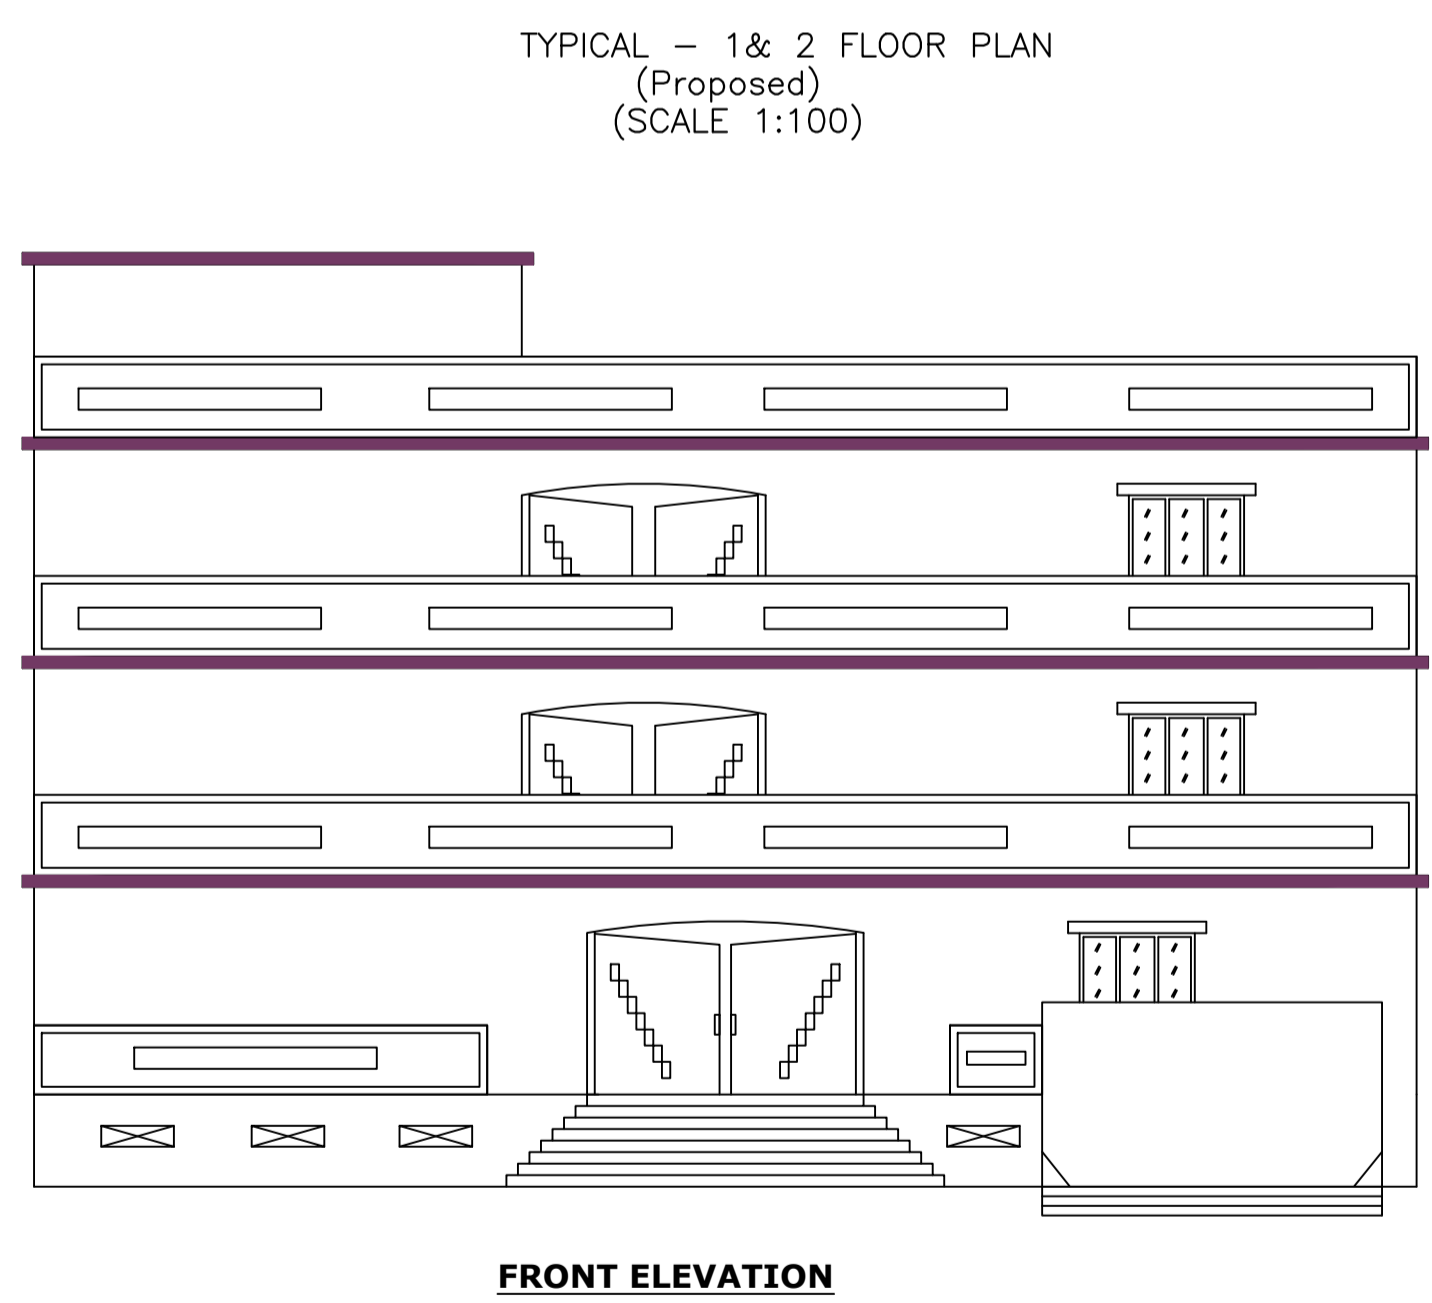 TYPICAL - 1& 2 FLOOR PLAN
(Proposed)
(SCALE 1:100)
FRONT ELEVATION